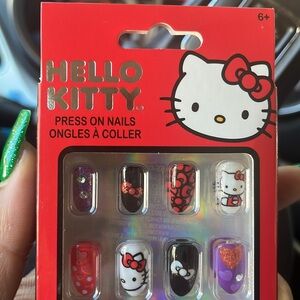 6+
HELLO
KITTY
PRESS ON NAILS
ONGLES À COLLER